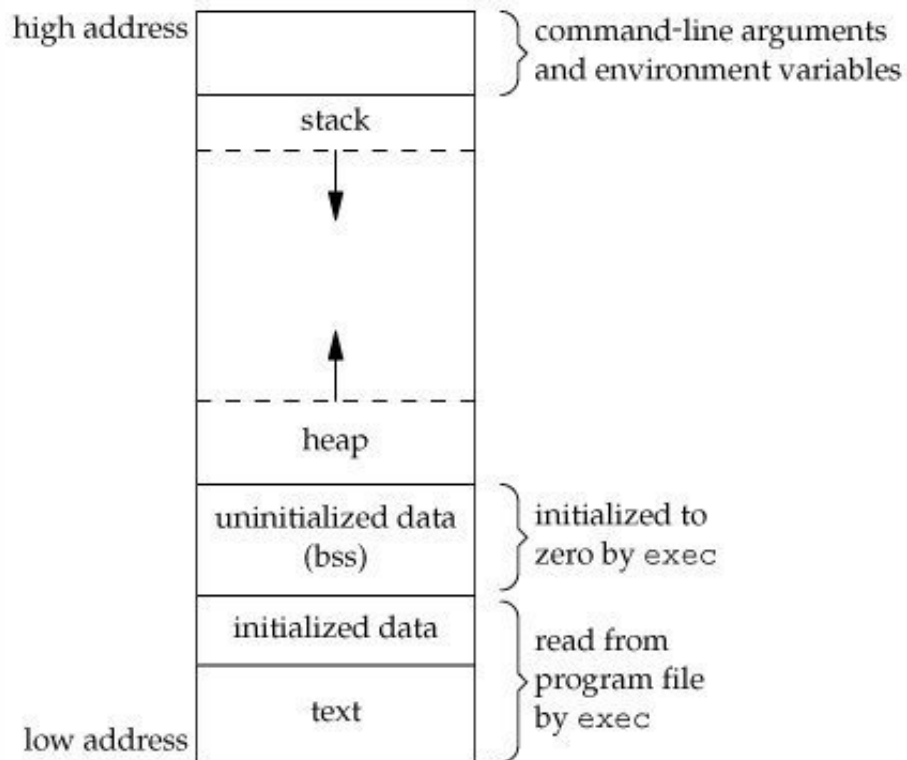 high address
command-line arguments
and environment variables
stack
heap
uninitialized data
(bss)
initialized to
zero by exec
initialized data
read from
program file
by exec
text
low address